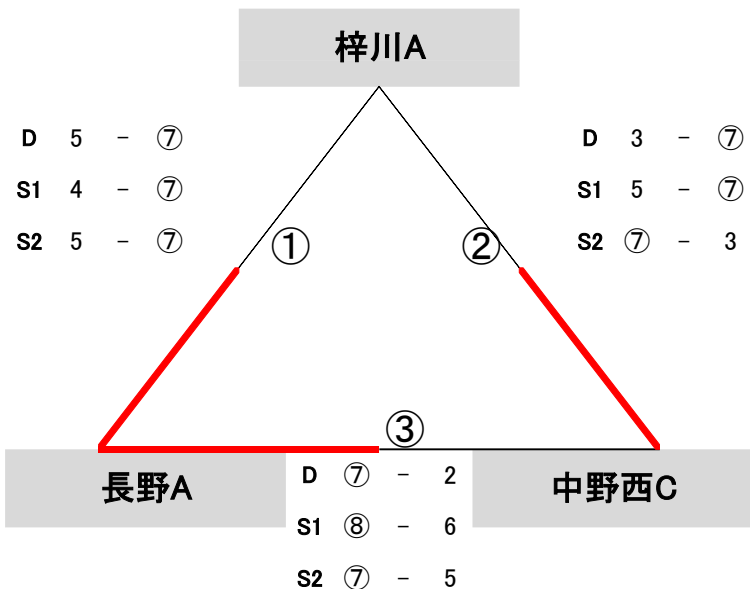 梓川A
D 5 - ⑦
S1 4 - ⑦
S2 5 - ⑦
D 3 - ⑦
S1 5 - ⑦
S2 ⑦ - 3
①
②
③
長野A
中野西C
D ⑦ - 2
S1 ⑧ - 6
S2 ⑦ - 5